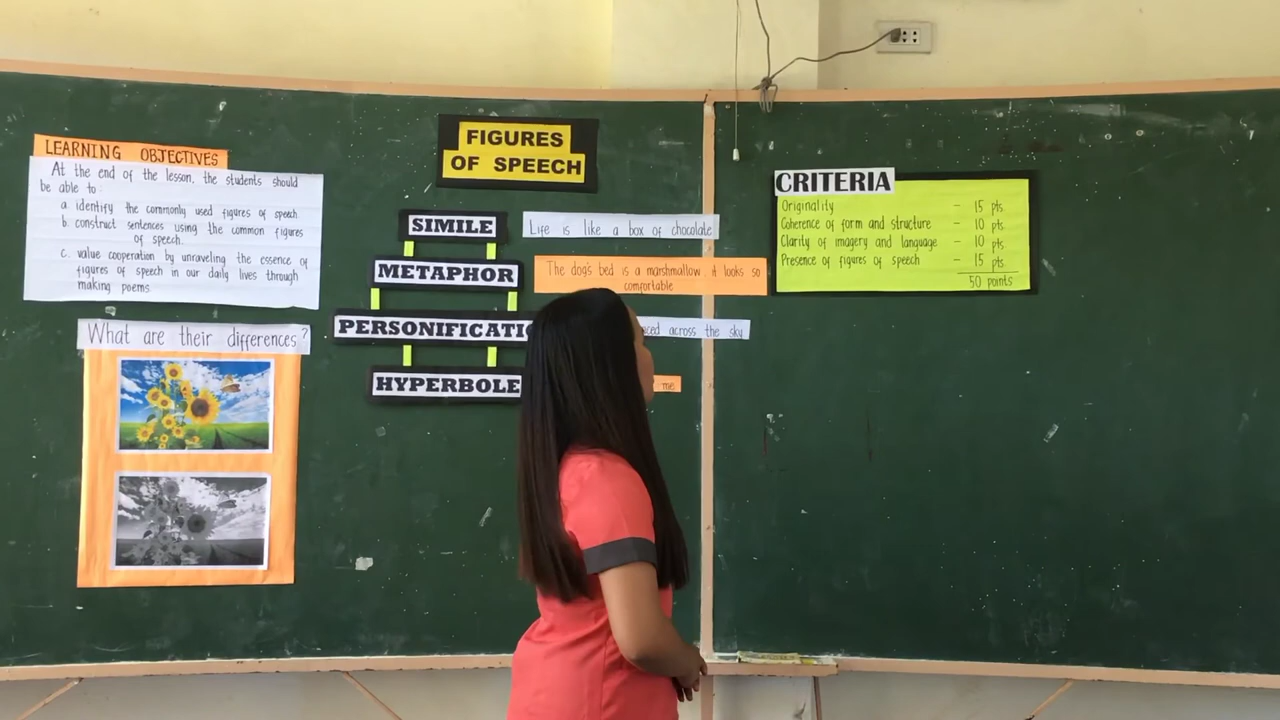 LEARNING OBJECTIVES
At the end of the lesson, the students should
be able to:
a. identify the commonly used figures of speech
b. construct sentences using the common figures
of speech.
c. value cooperation by unraveling the essence of
figures of speech in our daily lives through
making poems.
What are their differences?
FIGURES
OF SPEECH
SIMILE
Life is like a box of chocolate
METAPHOR
The dog's bed is a marshmallow, it looks so
comfortable
PERSONIFICATIO
across the sky
HYPERBOLE
me
CRITERIA
Originality - 15 pts.
Coherence of form and structure - 10 pts.
Clarity of imagery and language - 10 pts.
Presence of figures of speech - 15 pts.
50 points